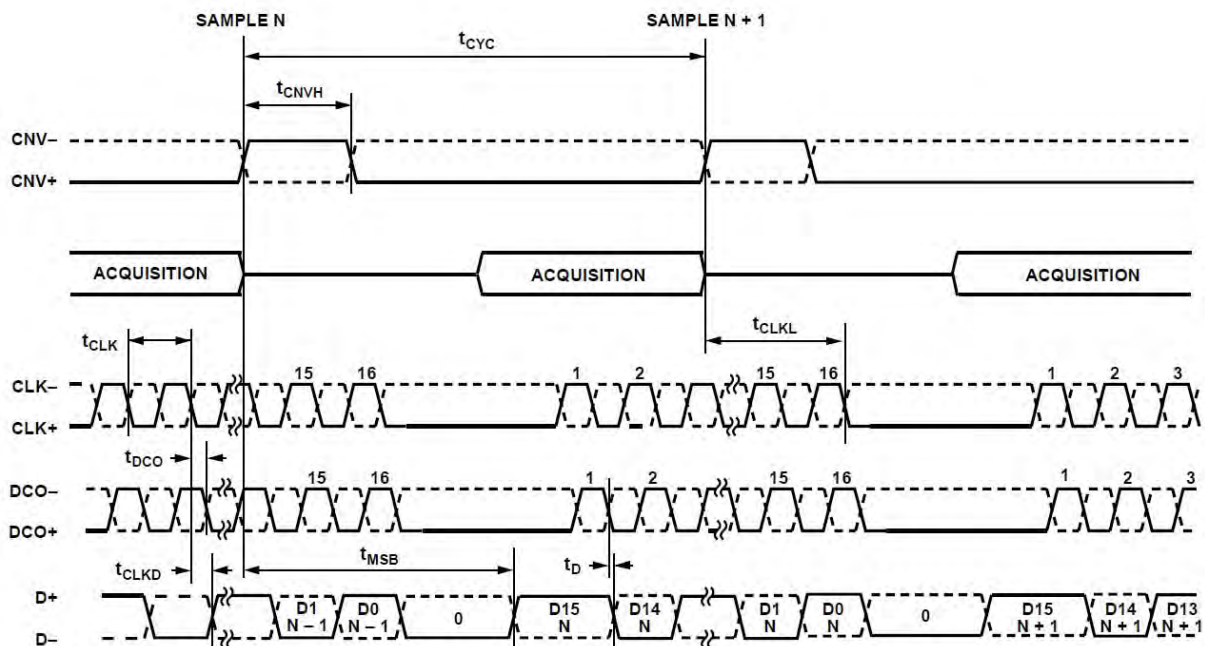 SAMPLE N SAMPLE N + 1
tCYC
tCNVH
CNV–
CNV+
ACQUISITION ACQUISITION ACQUISITION
tCLK tCLKL
15 16 1 2 15 16 1 2 3
CLK–
CLK+
tDCO
15 16 1 2 15 16 1 2 3
DCO–
DCO+
tCLKD tMSB tD
D+
D1 D0 D15 D14 D1 D0 D15 D14 D13
0 0
N – 1 N – 1 N N N N N + 1 N + 1 N + 1
D–